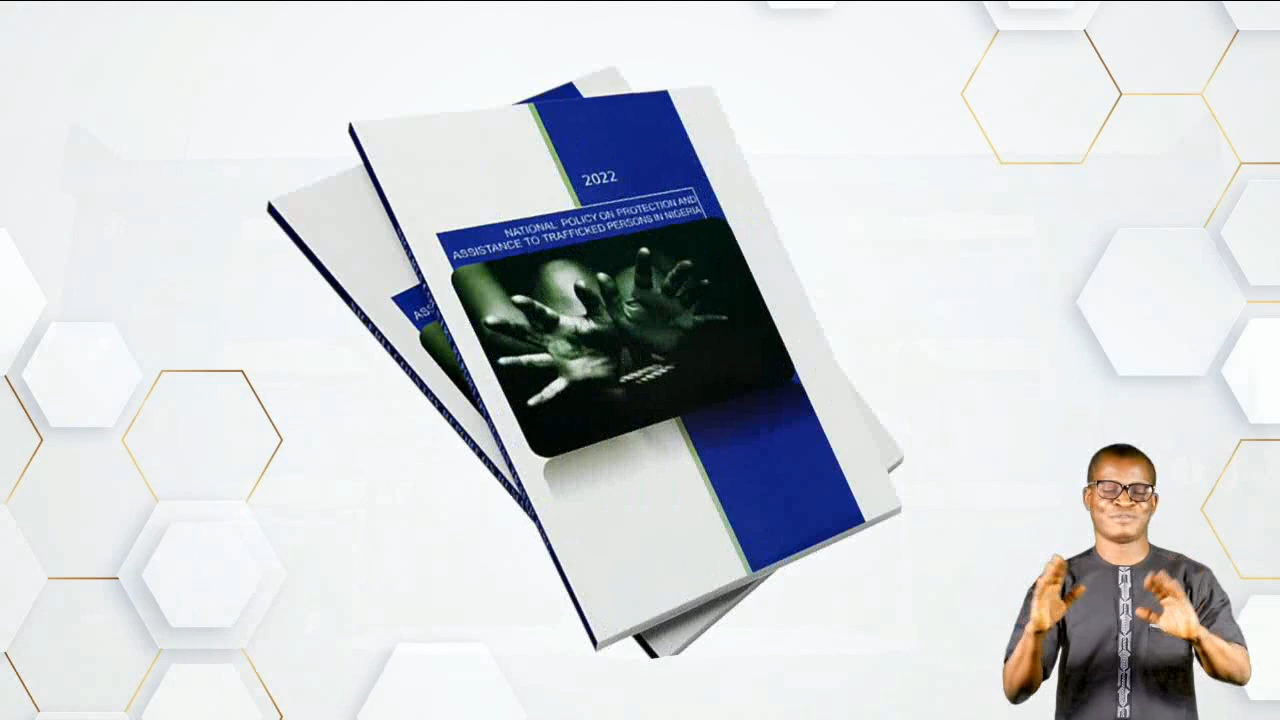 2022
NATIONAL POLICY ON PROTECTION AND
ASSISTANCE TO TRAFFICKED PERSONS IN NIGERIA